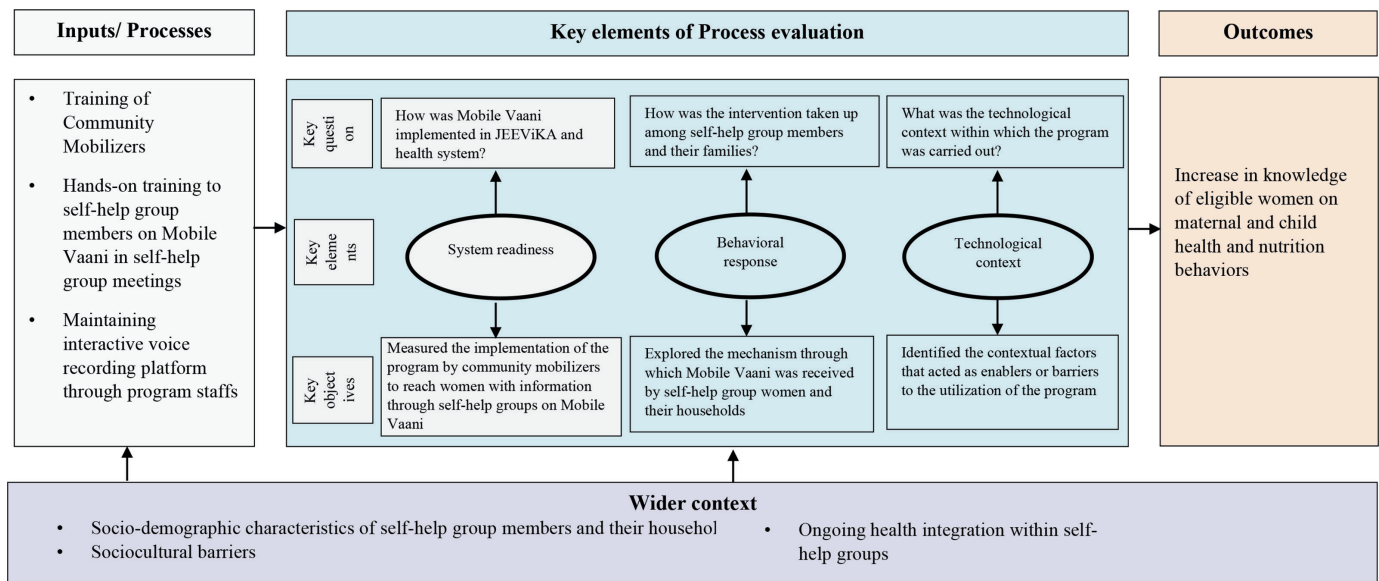 Inputs/ Processes
Key elements of Process evaluation
Outcomes
• Training of
Community
Mobilizers
• Hands-on training to
self-help group
members on Mobile
Vaani in self-help
group meetings
• Maintaining
interactive voice
recording platform
through program staffs
Key
questi
on
How was Mobile Vaani
implemented in JEEViKA and
health system?
How was the intervention taken up
among self-help group members
and their families?
What was the technological
context within which the program
was carried out?
Key
eleme
nts
System readiness
Behavioral
response
Technological
context
Key
object
ives
Measured the implementation of the
program by community mobilizers
to reach women with information
through self-help groups on Mobile
Vaani
Explored the mechanism through
which Mobile Vaani was received
by self-help group women and
their households
Identified the contextual factors
that acted as enablers or barriers
to the utilization of the program
Increase in knowledge
of eligible women on
maternal and child
health and nutrition
behaviors
Wider context
• Socio-demographic characteristics of self-help group members and their househol
• Sociocultural barriers
• Ongoing health integration within self-
help groups